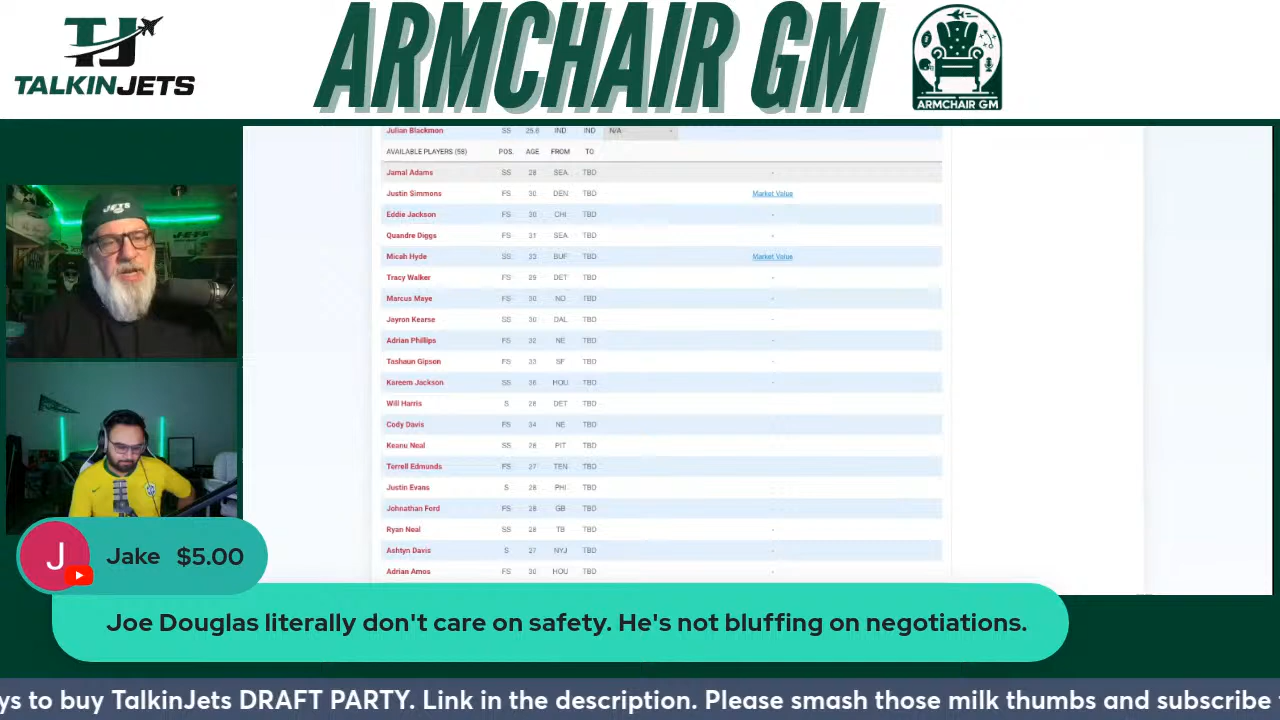 TJ
TALKINJETS
ARMCHAIR GM
ARMCHAIR GM
Julian Blackmon SS 25.6 IND IND N/A -
AVAILABLE PLAYERS (58) POS. AGE FROM TO
Jamal Adams SS 28 SEA TBD -
Justin Simmons FS 30 DEN TBD Market Value
Eddie Jackson FS 30 CHI TBD -
Quandre Diggs FS 31 SEA TBD -
Micah Hyde SS 33 BUF TBD Market Value
Tracy Walker FS 29 DET TBD -
Marcus Maye FS 30 NO TBD -
Jayron Kearse SS 30 DAL TBD -
Adrian Phillips FS 32 NE TBD -
Tashaun Gipson FS 33 SF TBD -
Kareem Jackson SS 36 HOU TBD -
Will Harris S 28 DET TBD
Cody Davis FS 34 NE TBD
Keanu Neal SS 28 PIT TBD
Terrell Edmunds FS 27 TEN TBD
Justin Evans S 28 PHI TBD
Johnathan Ford FS 28 GB TBD
Ryan Neal SS 28 TB TBD -
Ashtyn Davis S 27 NYJ TBD -
Adrian Amos FS 30 HOU TBD -
JETS
J Jake $5.00
Joe Douglas literally don't care on safety. He's not bluffing on negotiations.
ys to buy TalkinJets DRAFT PARTY. Link in the description. Please smash those milk thumbs and subscribe